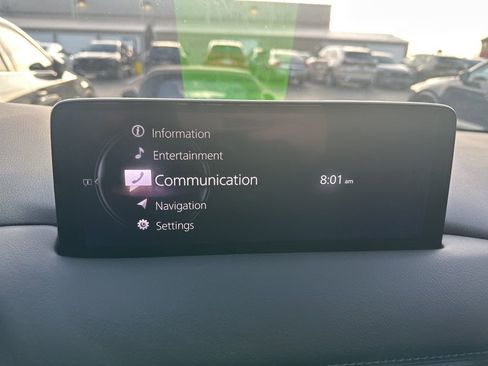 Information
Entertainment
Communication
8:01 am
Navigation
Settings